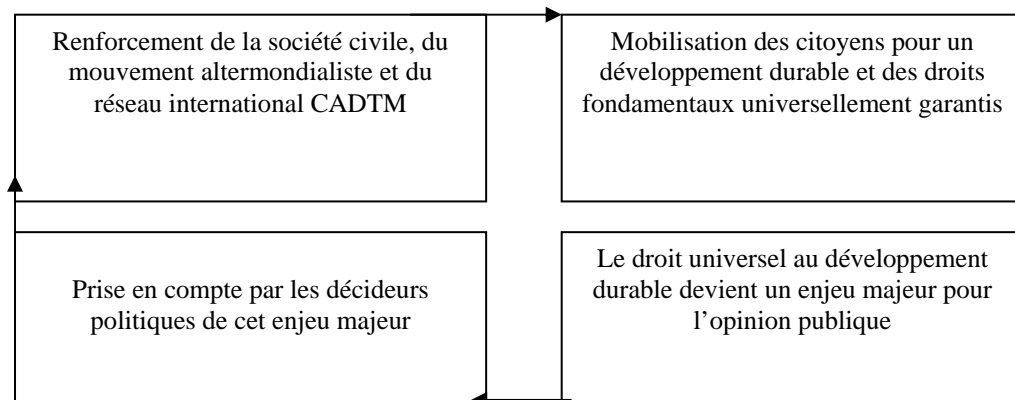 Renforcement de la société civile, du
mouvement altermondialiste et du
réseau international CADTM
Mobilisation des citoyens pour un
développement durable et des droits
fondamentaux universellement garantis
Prise en compte par les décideurs
politiques de cet enjeu majeur
Le droit universel au développement
durable devient un enjeu majeur pour
l’opinion publique